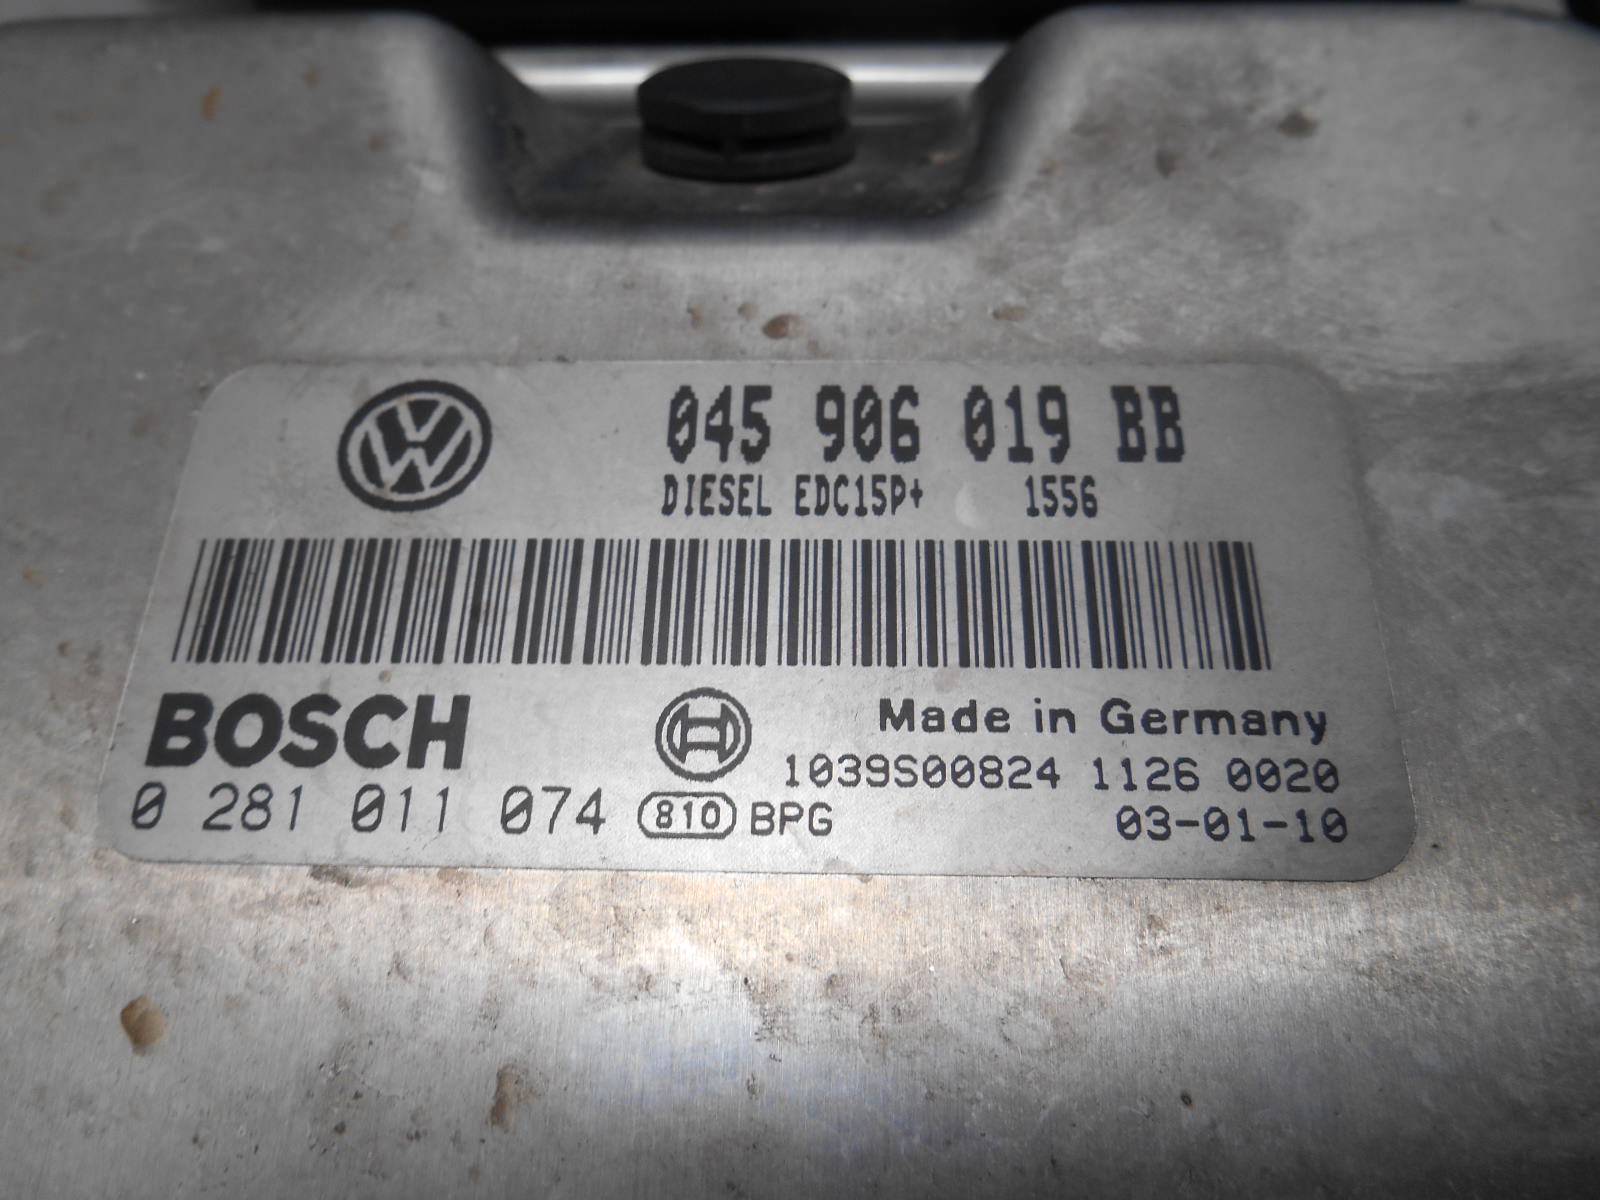 045 906 019 BB
DIESEL EDC15P+ 1556
BOSCH
Made in Germany
1039S00824 1126 0020
0 281 011 074 810 BPG 03-01-10